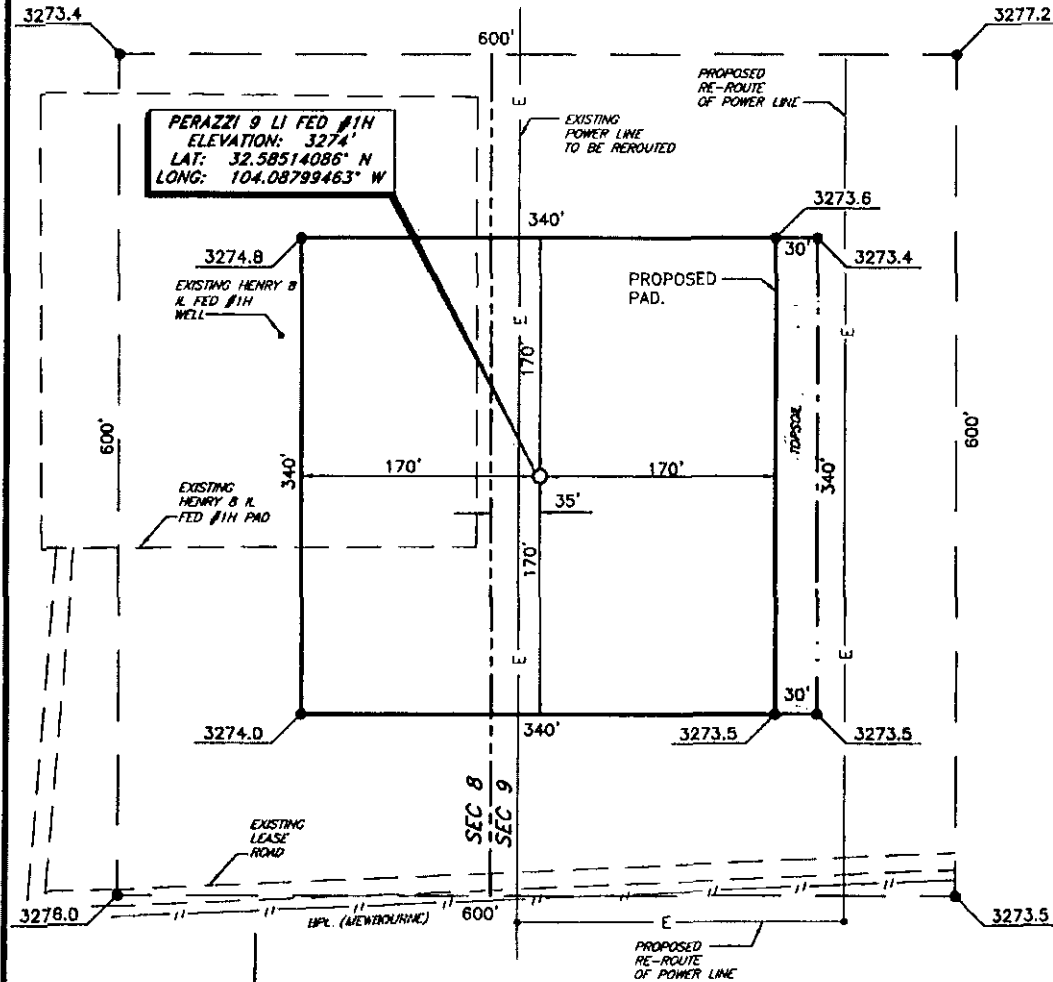 3273.4
3277.2
600'
PROPOSED
RE-ROUTE
OF POWER LINE
E
PERAZZI 9 LI FED #1H
ELEVATION: 3274'
LAT: 32.58514086° N
LONG: 104.08799463° W
EXISTING
POWER LINE
TO BE REROUTED
3273.6
340'
30'
3274.8
3273.4
EXISTING HENRY 8
IL FED #1H
WELL
PROPOSED
PAD.
E
E
170'
TOPSOIL
600'
600'
340'
170'
170'
340'
35'
EXISTING
HENRY 8 IL
FED #1H PAD
170'
E
E
30'
3274.0
340'
3273.5
3273.5
SEC 8
SEC 9
EXISTING
LEASE
ROAD
3276.0
BPL. (MEWBOURNE)
600'
3273.5
E
PROPOSED
RE-ROUTE
OF POWER LINE